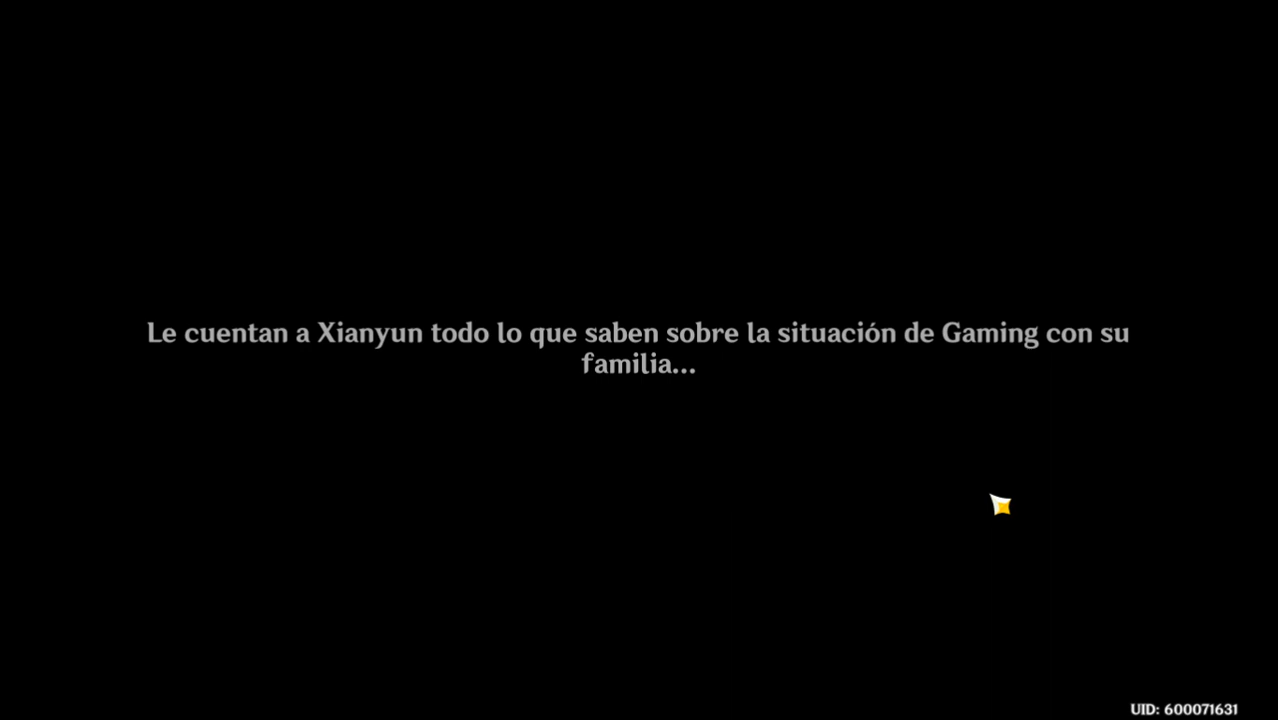 Le cuentan a Xianyun todo lo que saben sobre la situación de Gaming con su
familia...
UID: 600071631